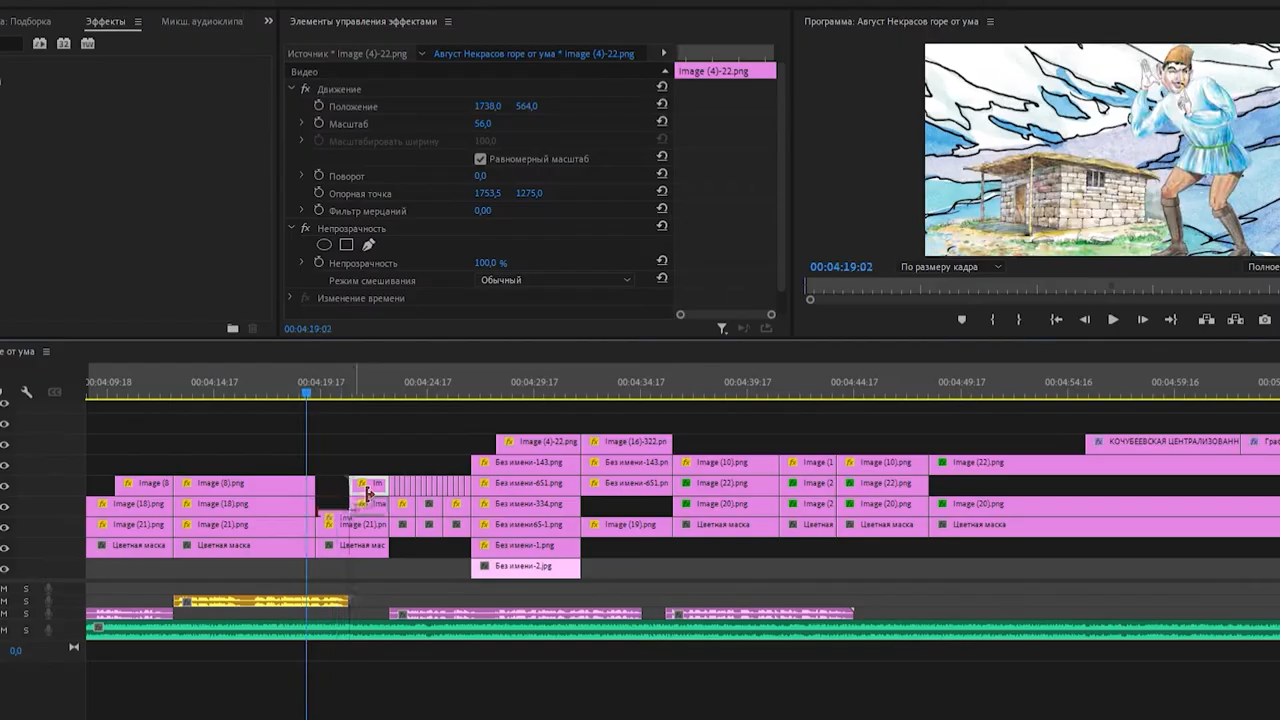 а: Подборка
Эффекты
Микш. аудиоклипа
Элементы управления эффектами
Программа: Август Некрасов горе от ума
Источник * Image (4)-22.png
Август Некрасов горе от ума * Image (4)-22.png
Видео
Image (4)-22.png
fx Движение
Положение 1738,0 564,0
Масштаб 56,0
Масштабировать ширину 100,0
Равномерный масштаб
Поворот 0,0
Опорная точка 1753,5 1275,0
Фильтр мерцаний 0,00
fx Непрозрачность
Непрозрачность 100,0 %
Режим смешивания Обычный
fx Изменение времени
00:04:19:02
00:04:19:02
По размеру кадра
Полное
е от ума
00:04:09:18 00:04:14:17 00:04:19:17 00:04:24:17 00:04:29:17 00:04:34:17 00:04:39:17 00:04:44:17 00:04:49:17 00:04:54:16 00:04:59:16
Image (4)-22.png Image (16)-322.pn КОЧУБЕЕВСКАЯ ЦЕНТРАЛИЗОВАНН Граф
Без имени-143.png Без имени-143.pn Image (10).png Image (1 Image (10).png Image (22).png
Image (8 Image (8).png Im Без имени-651.png Без имени-651.pn Image (22).png Image (2 Image (22).png
Image (18).png Image (18).png Ima Без имени-334.png Image (20).png Image (2 Image (20).png Image (20).png
Image (21).png Image (21).png Image (21).pn Без имени65-1.png Image (19).png Цветная маска Цветная Цветная маска Цветная маска
Цветная маска Цветная маска Цветная мас Без имени-1.png
Без имени-2.jpg
M S
M S
M S
M S
0,0